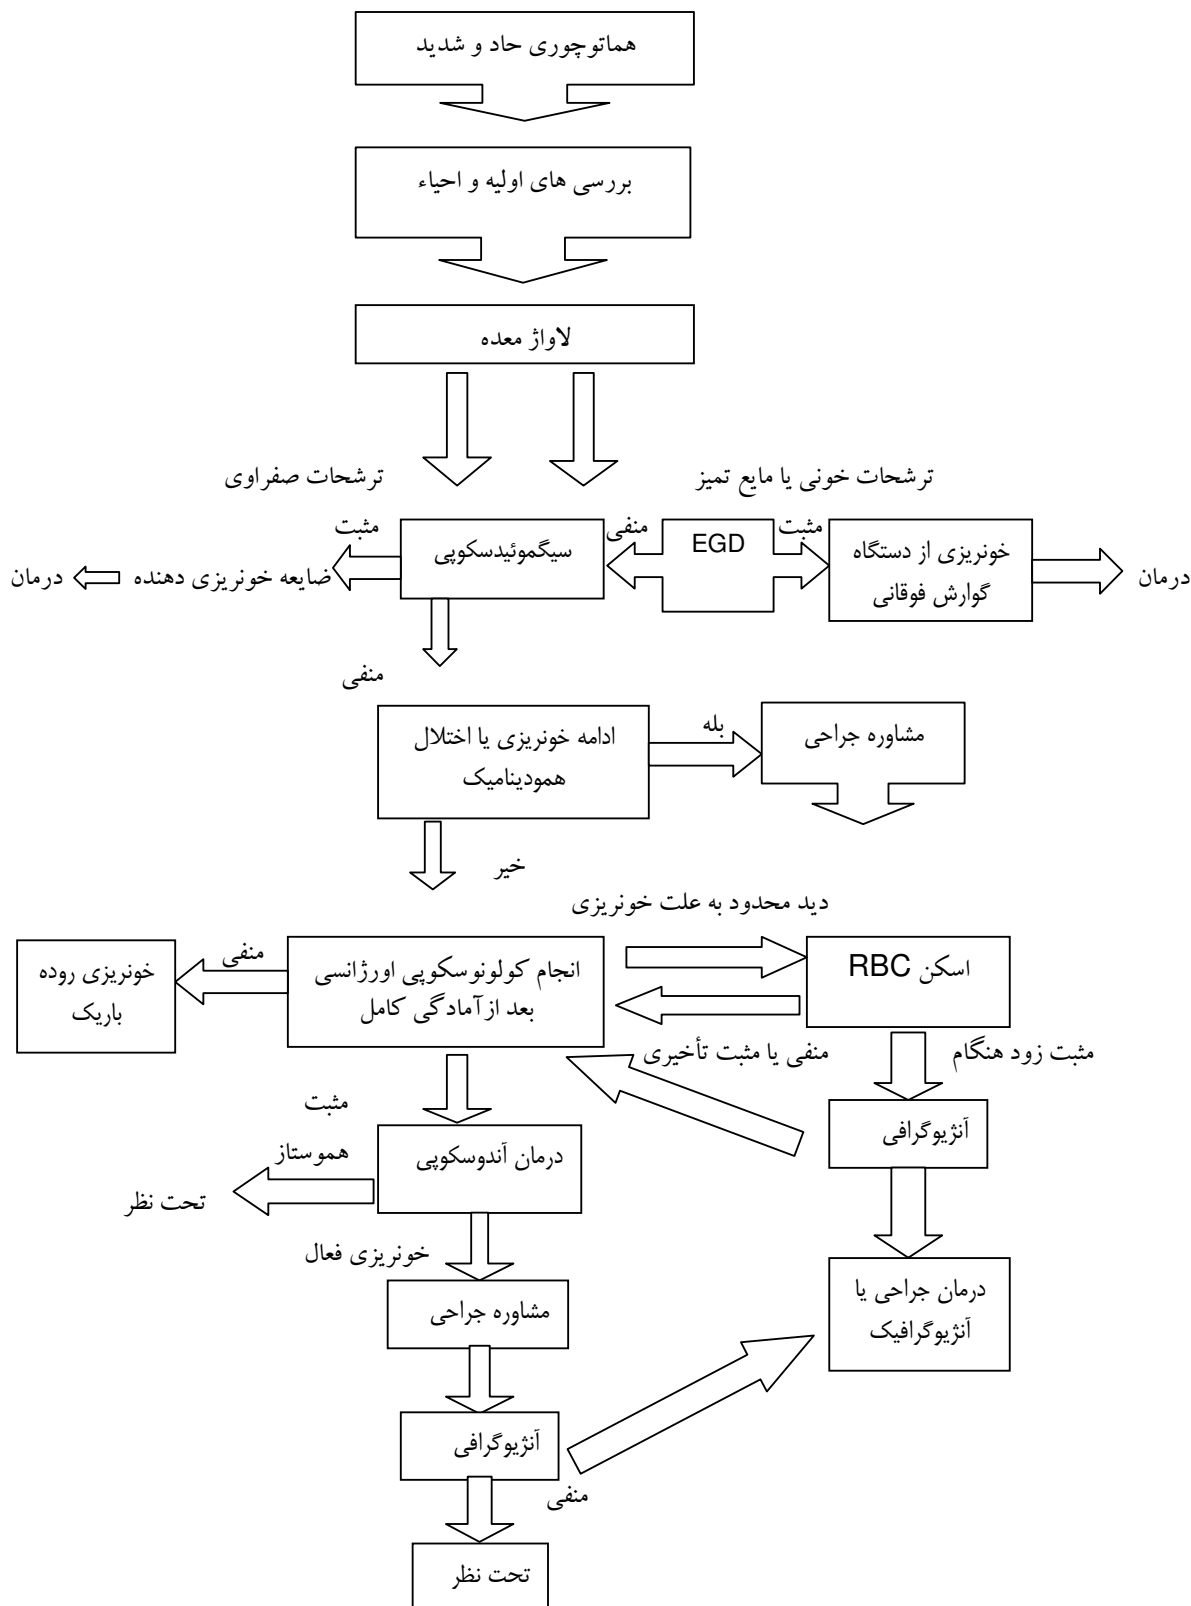 هماتوچوری حاد و شدید
بررسی های اولیه و احیاء
لاواژ معده
ترشحات خونی یا مایع تمیز
ترشحات صفراوی
خونریزی از دستگاه
گوارش فوقانی
مثبت
EGD
منفی
سیگموئیدسکوپی
مثبت
درمان
ضایعه خونریزی دهنده
درمان
منفی
مشاوره جراحی
بله
ادامه خونریزی یا اختلال
همودینامیک
خیر
دید محدود به علت خونریزی
اسکن RBC
انجام کولونوسکوپی اورژانسی
بعد از آمادگی کامل
منفی
خونریزی روده
باریک
مثبت زود هنگام
منفی یا مثبت تأخیری
مثبت
آنژیوگرافی
درمان آندوسکوپی
هموستاز
تحت نظر
خونریزی فعال
درمان جراحی یا
آنژیوگرافیک
مشاوره جراحی
آنژیوگرافی
منفی
تحت نظر